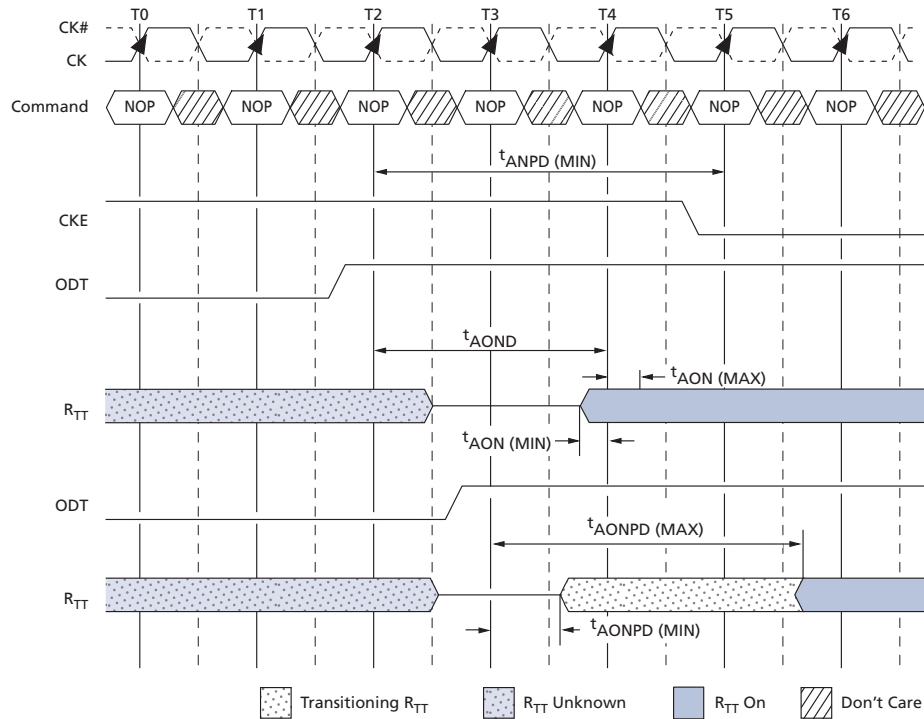 T0 T1 T2 T3 T4 T5 T6
CK#
CK
Command NOP NOP NOP NOP NOP NOP NOP
tANPD (MIN)
CKE
ODT
tAOND
tAON (MAX)
RTT
tAON (MIN)
ODT
tAONPD (MAX)
RTT
tAONPD (MIN)
Transitioning RTT RTT Unknown RTT On Don't Care